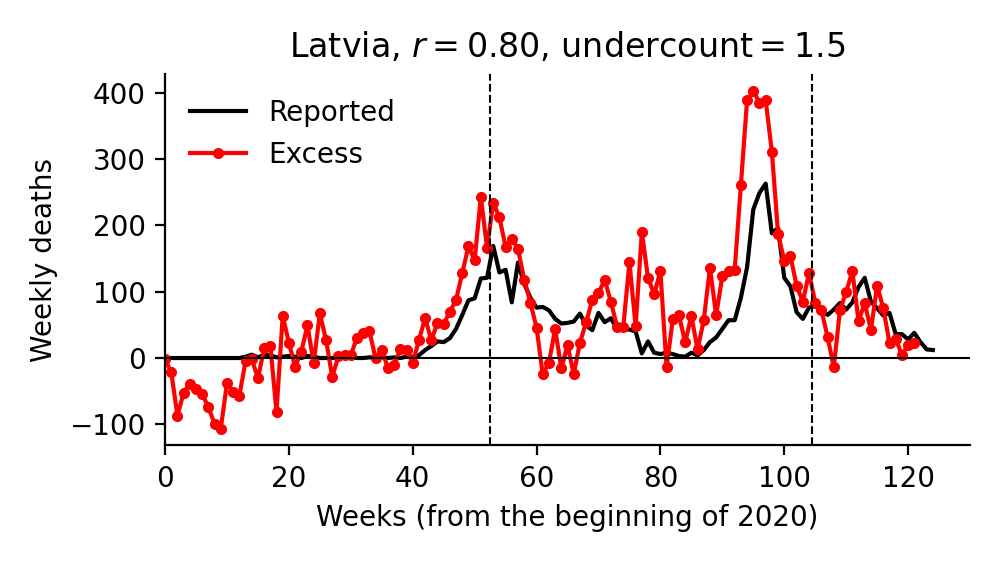 Latvia, r = 0.80, undercount = 1.5
400
300
200
100
0
−100
Weekly deaths
Reported
Excess
0 20 40 60 80 100 120
Weeks (from the beginning of 2020)